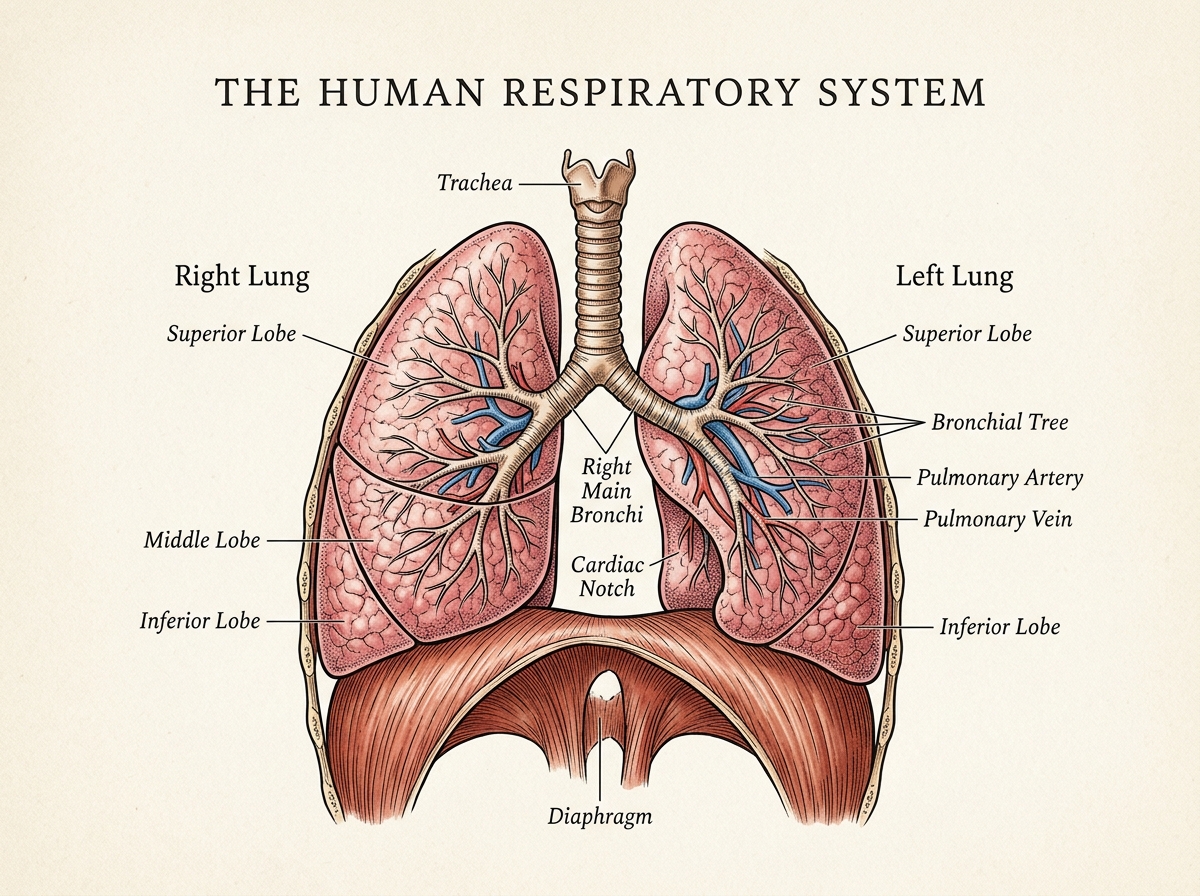 THE HUMAN RESPIRATORY SYSTEM
Trachea
Right Lung
Left Lung
Superior Lobe
Superior Lobe
Bronchial Tree
Right
Main
Bronchi
Pulmonary Artery
Pulmonary Vein
Middle Lobe
Cardiac
Notch
Inferior Lobe
Inferior Lobe
Diaphragm